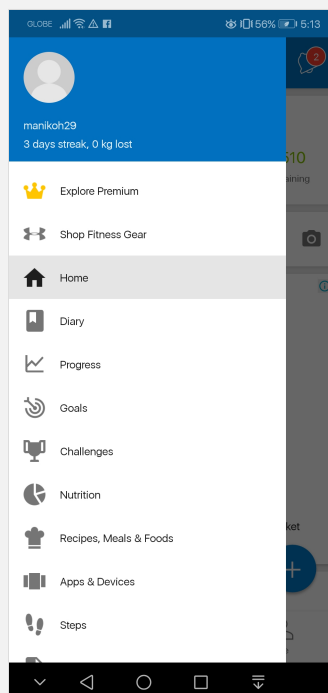 GLOBE 56% 5:13
2
manikoh29
3 days streak, 0 kg lost
510
aining
Explore Premium
Shop Fitness Gear
Home
Diary
Progress
Goals
Challenges
Nutrition
Recipes, Meals & Foods
ket
Apps & Devices
Steps